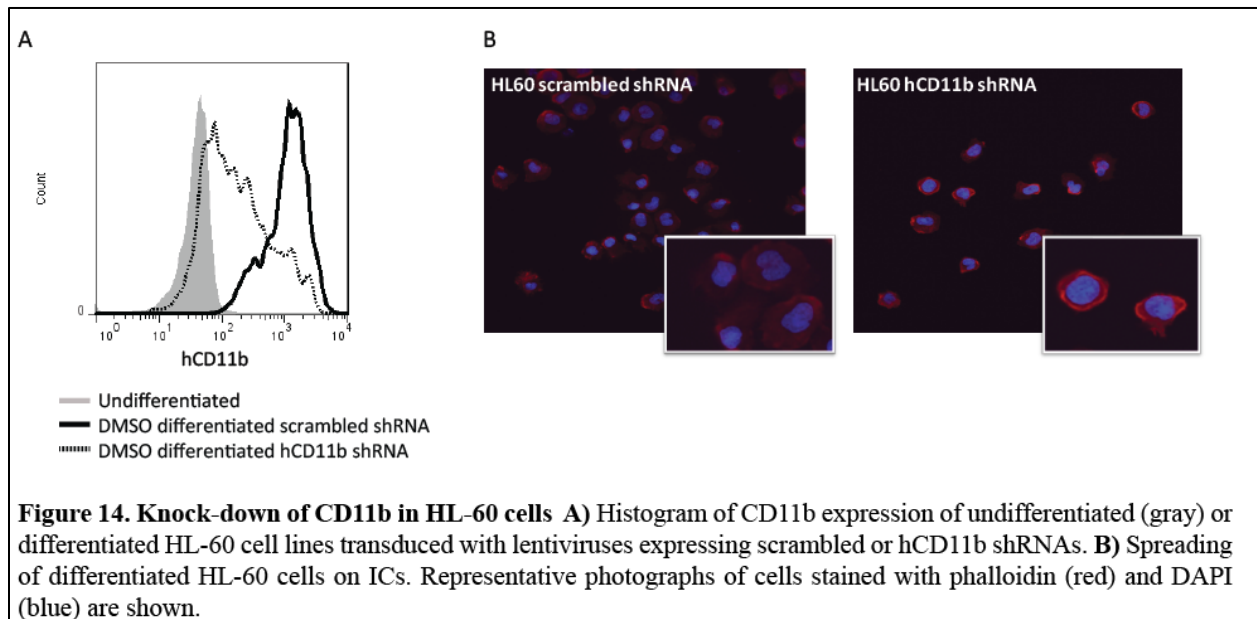 A
B
HL60 scrambled shRNA
HL60 hCD11b shRNA
Count
0
10^0 10^1 10^2 10^3 10^4
hCD11b
Undifferentiated
DMSO differentiated scrambled shRNA
DMSO differentiated hCD11b shRNA
Figure 14. Knock-down of CD11b in HL-60 cells A) Histogram of CD11b expression of undifferentiated (gray) or
differentiated HL-60 cell lines transduced with lentiviruses expressing scrambled or hCD11b shRNAs. B) Spreading
of differentiated HL-60 cells on ICs. Representative photographs of cells stained with phalloidin (red) and DAPI
(blue) are shown.